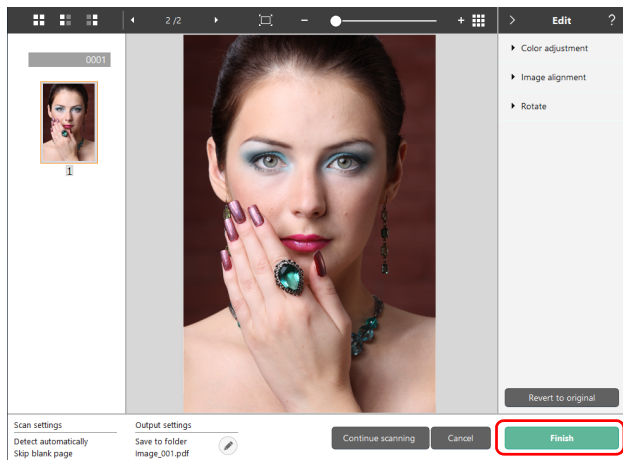 2 /2
Edit
?
0001
1
Color adjustment
Image alignment
Rotate
Revert to original
Scan settings
Detect automatically
Skip blank page
Output settings
Save to folder
Image_001.pdf
Continue scanning
Cancel
Finish